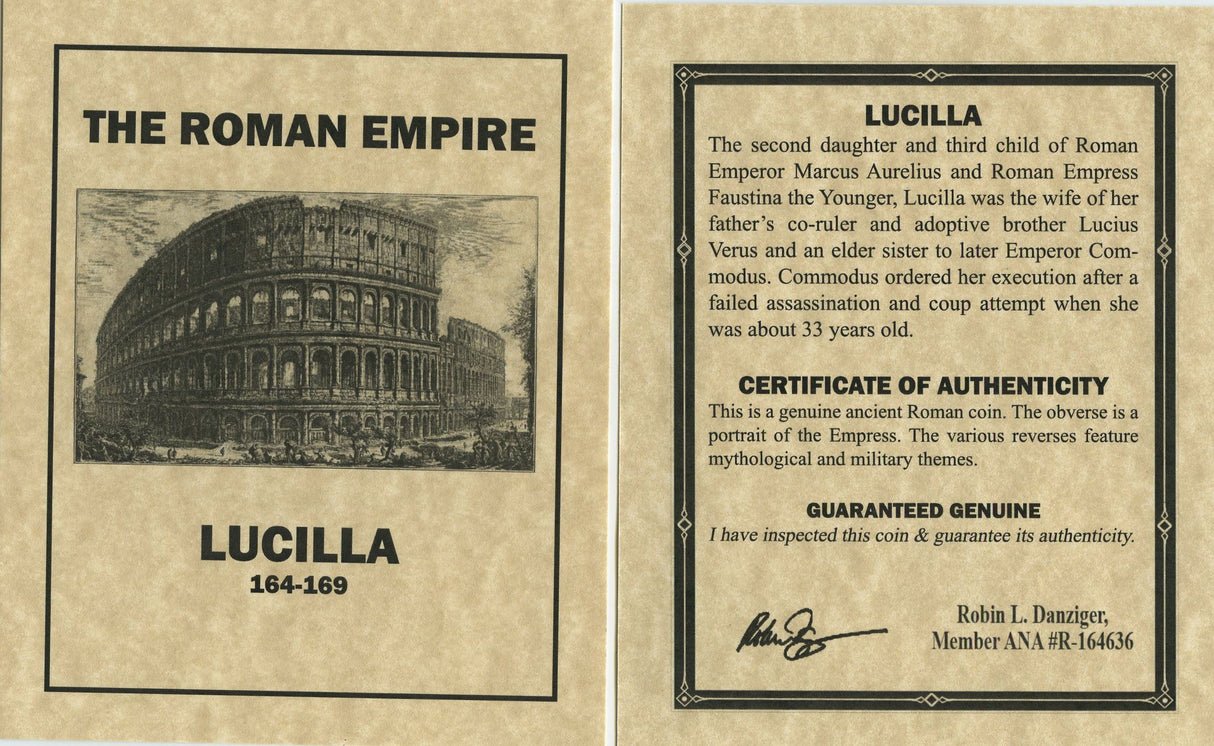 THE ROMAN EMPIRE
LUCILLA
164-169
LUCILLA
The second daughter and third child of Roman
Emperor Marcus Aurelius and Roman Empress
Faustina the Younger, Lucilla was the wife of her
father's co-ruler and adoptive brother Lucius
Verus and an elder sister to later Emperor Com-
modus. Commodus ordered her execution after a
failed assassination and coup attempt when she
was about 33 years old.
CERTIFICATE OF AUTHENTICITY
This is a genuine ancient Roman coin. The obverse is a
portrait of the Empress. The various reverses feature
mythological and military themes.
GUARANTEED GENUINE
I have inspected this coin & guarantee its authenticity.
Robin L. Danziger,
Member ANA #R-164636